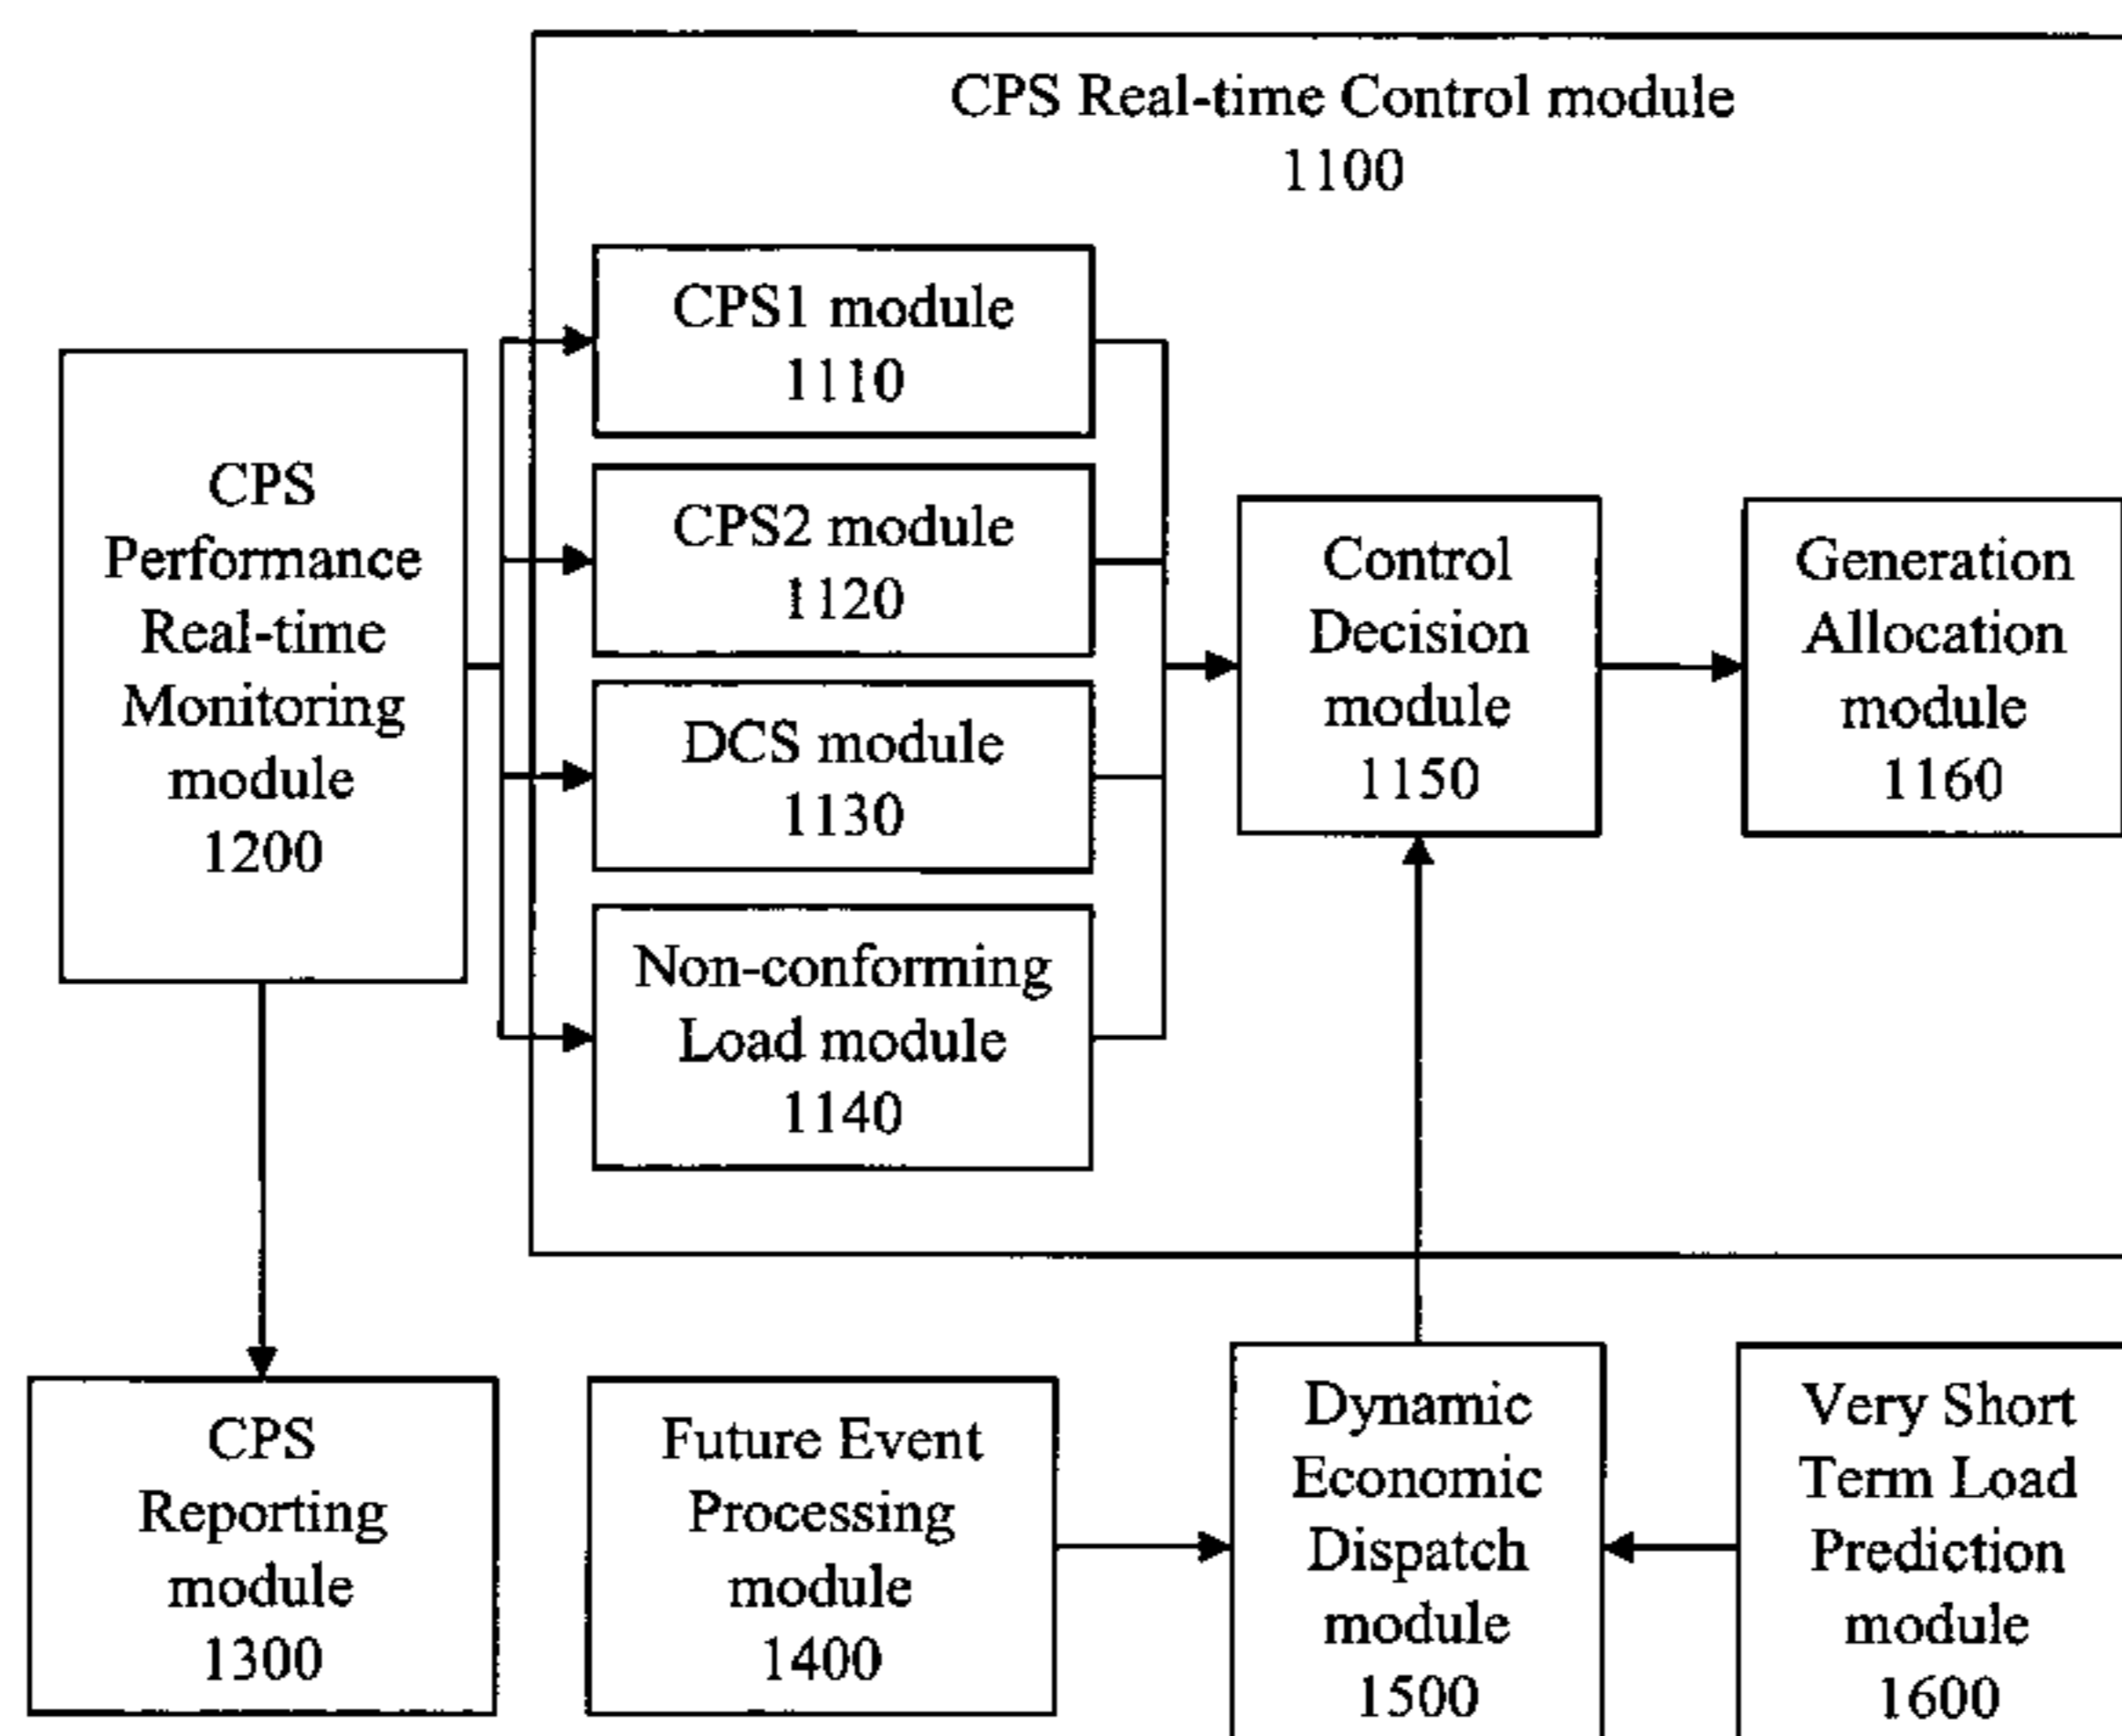 CPS Real-time Control module
1100
CPS
Performance
Real-time
Monitoring
module
1200
CPS1 module
1110
CPS2 module
1120
DCS module
1130
Non-conforming
Load module
1140
Control
Decision
module
1150
Generation
Allocation
module
1160
CPS
Reporting
module
1300
Future Event
Processing
module
1400
Dynamic
Economic
Dispatch
module
1500
Very Short
Term Load
Prediction
module
1600